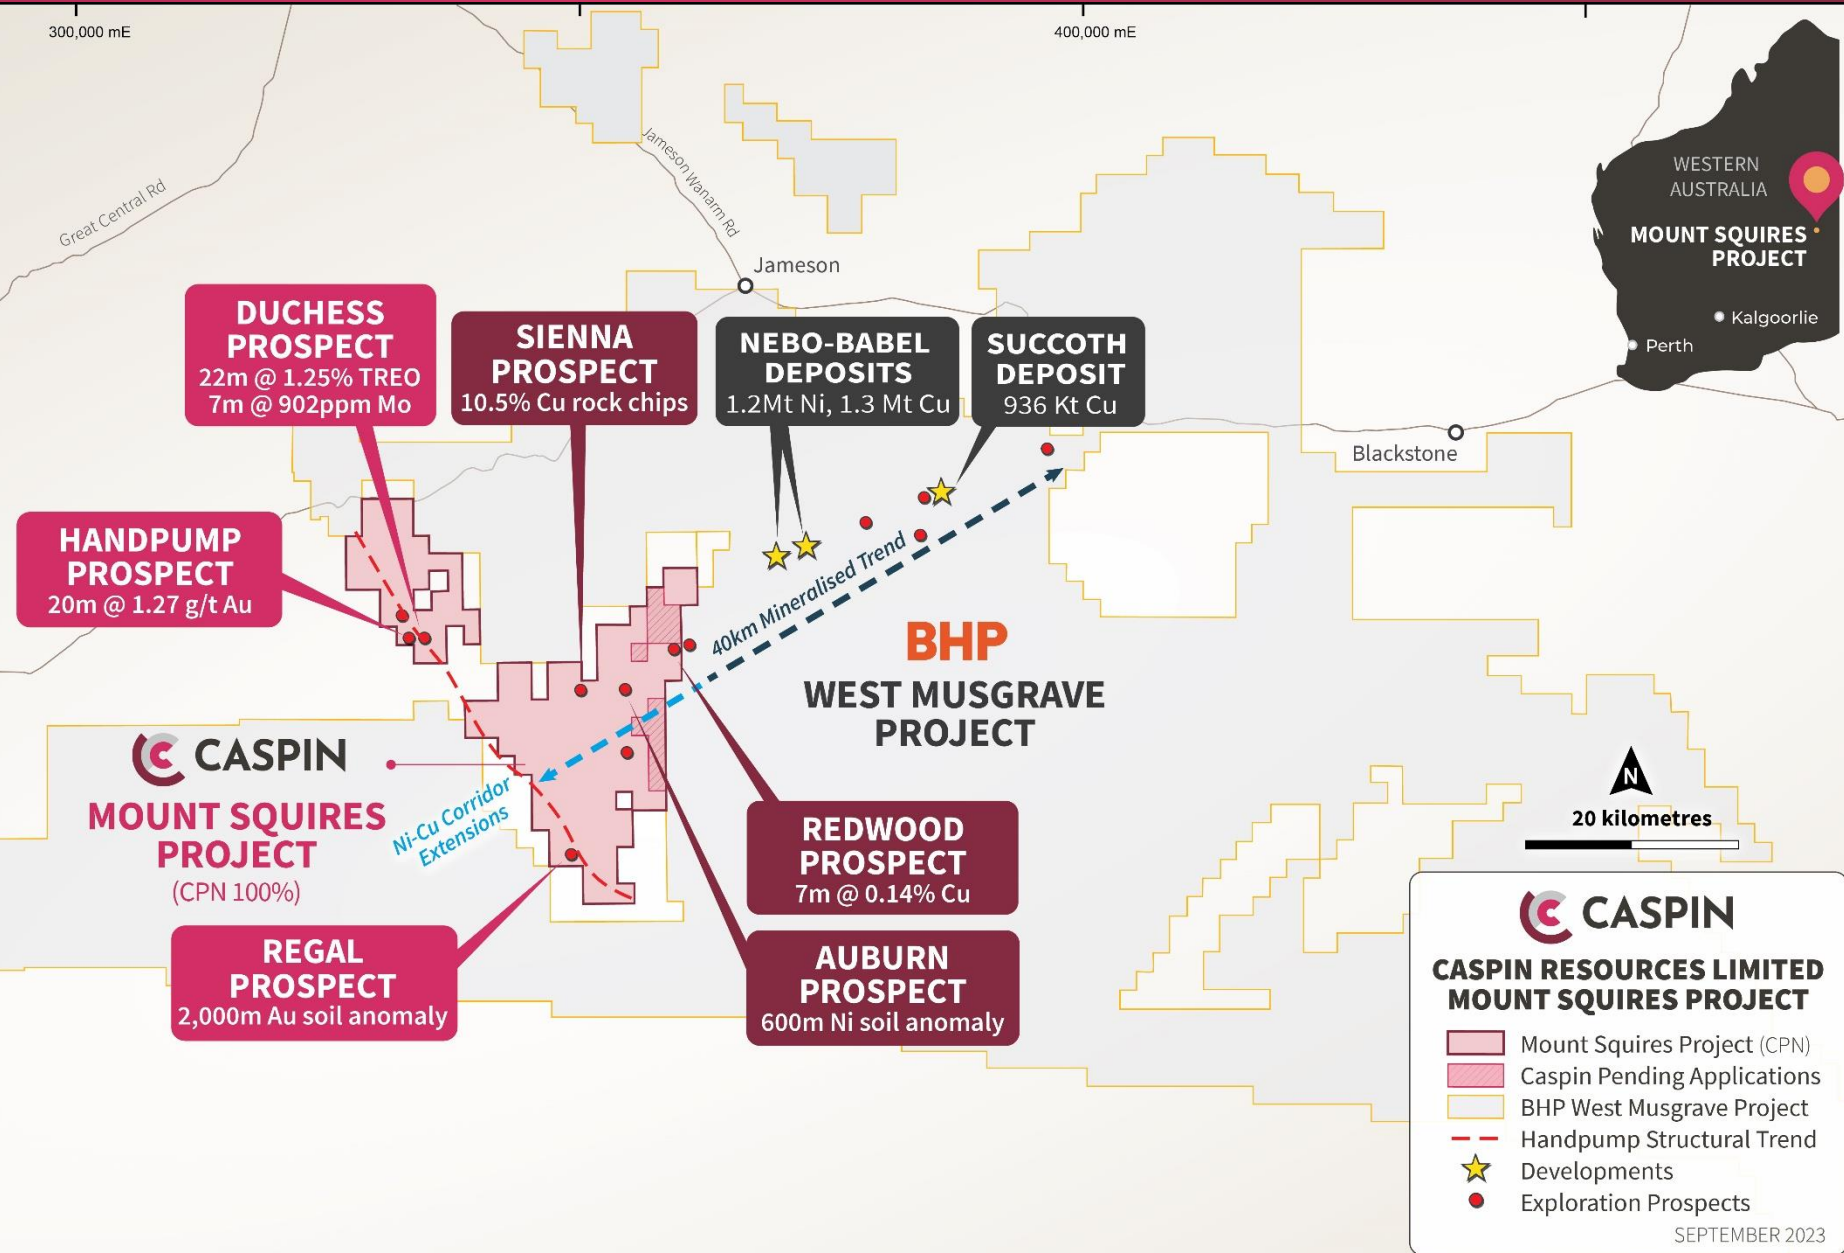 300,000 mE
400,000 mE
Great Central Rd
Jameson Wanarm Rd
Jameson
WESTERN
AUSTRALIA
MOUNT SQUIRES
PROJECT
Kalgoorlie
Perth
DUCHESS
PROSPECT
22m @ 1.25% TREO
7m @ 902ppm Mo
SIENNA
PROSPECT
10.5% Cu rock chips
NEBO-BABEL
DEPOSITS
1.2Mt Ni, 1.3 Mt Cu
SUCCOTH
DEPOSIT
936 Kt Cu
Blackstone
HANDPUMP
PROSPECT
20m @ 1.27 g/t Au
40km Mineralised Trend
BHP
WEST MUSGRAVE
PROJECT
CASPIN
MOUNT SQUIRES
PROJECT
(CPN 100%)
Ni-Cu Corridor
Extensions
REDWOOD
PROSPECT
7m @ 0.14% Cu
REGAL
PROSPECT
2,000m Au soil anomaly
AUBURN
PROSPECT
600m Ni soil anomaly
N
20 kilometres
CASPIN
CASPIN RESOURCES LIMITED
MOUNT SQUIRES PROJECT
Mount Squires Project (CPN)
Caspin Pending Applications
BHP West Musgrave Project
Handpump Structural Trend
Developments
Exploration Prospects
SEPTEMBER 2023